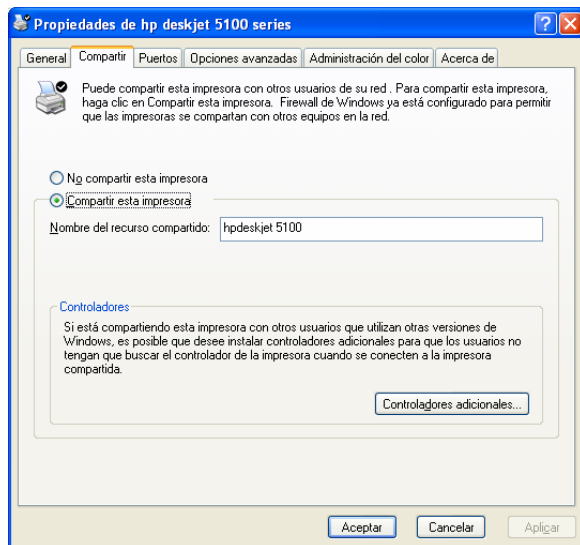 Propiedades de hp deskjet 5100 series
General Compartir Puertos Opciones avanzadas Administración del color Acerca de
Puede compartir esta impresora con otros usuarios de su red . Para compartir esta impresora,
haga clic en Compartir esta impresora. Firewall de Windows ya está configurado para permitir
que las impresoras se compartan con otros equipos en la red.
No compartir esta impresora
Compartir esta impresora
Nombre del recurso compartido: hpdeskjet 5100
Controladores
Si está compartiendo esta impresora con otros usuarios que utilizan otras versiones de
Windows, es posible que desee instalar controladores adicionales para que los usuarios no
tengan que buscar el controlador de la impresora cuando se conecten a la impresora
compartida.
Controladores adicionales...
Aceptar Cancelar Aplicar